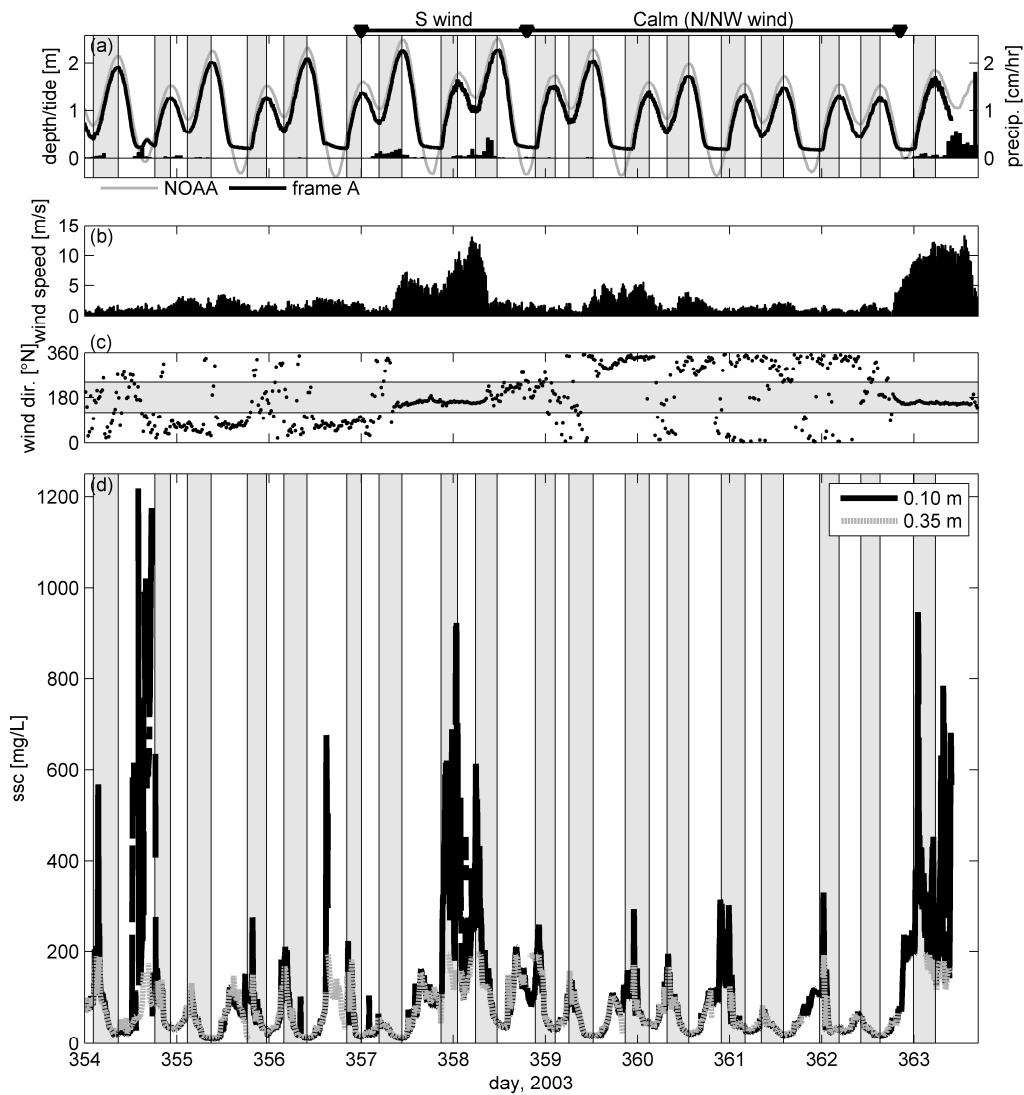 S wind Calm (N/NW wind)
(a)
depth/tide [m]
2
1
0
2
1
0
precip. [cm/hr]
NOAA frame A
(b)
wind speed [m/s]
15
10
5
0
(c)
wind dir. [°N]
360
180
0
(d)
0.10 m
0.35 m
ssc [mg/L]
1200
1000
800
600
400
200
0
354 355 356 357 358 359 360 361 362 363
day, 2003